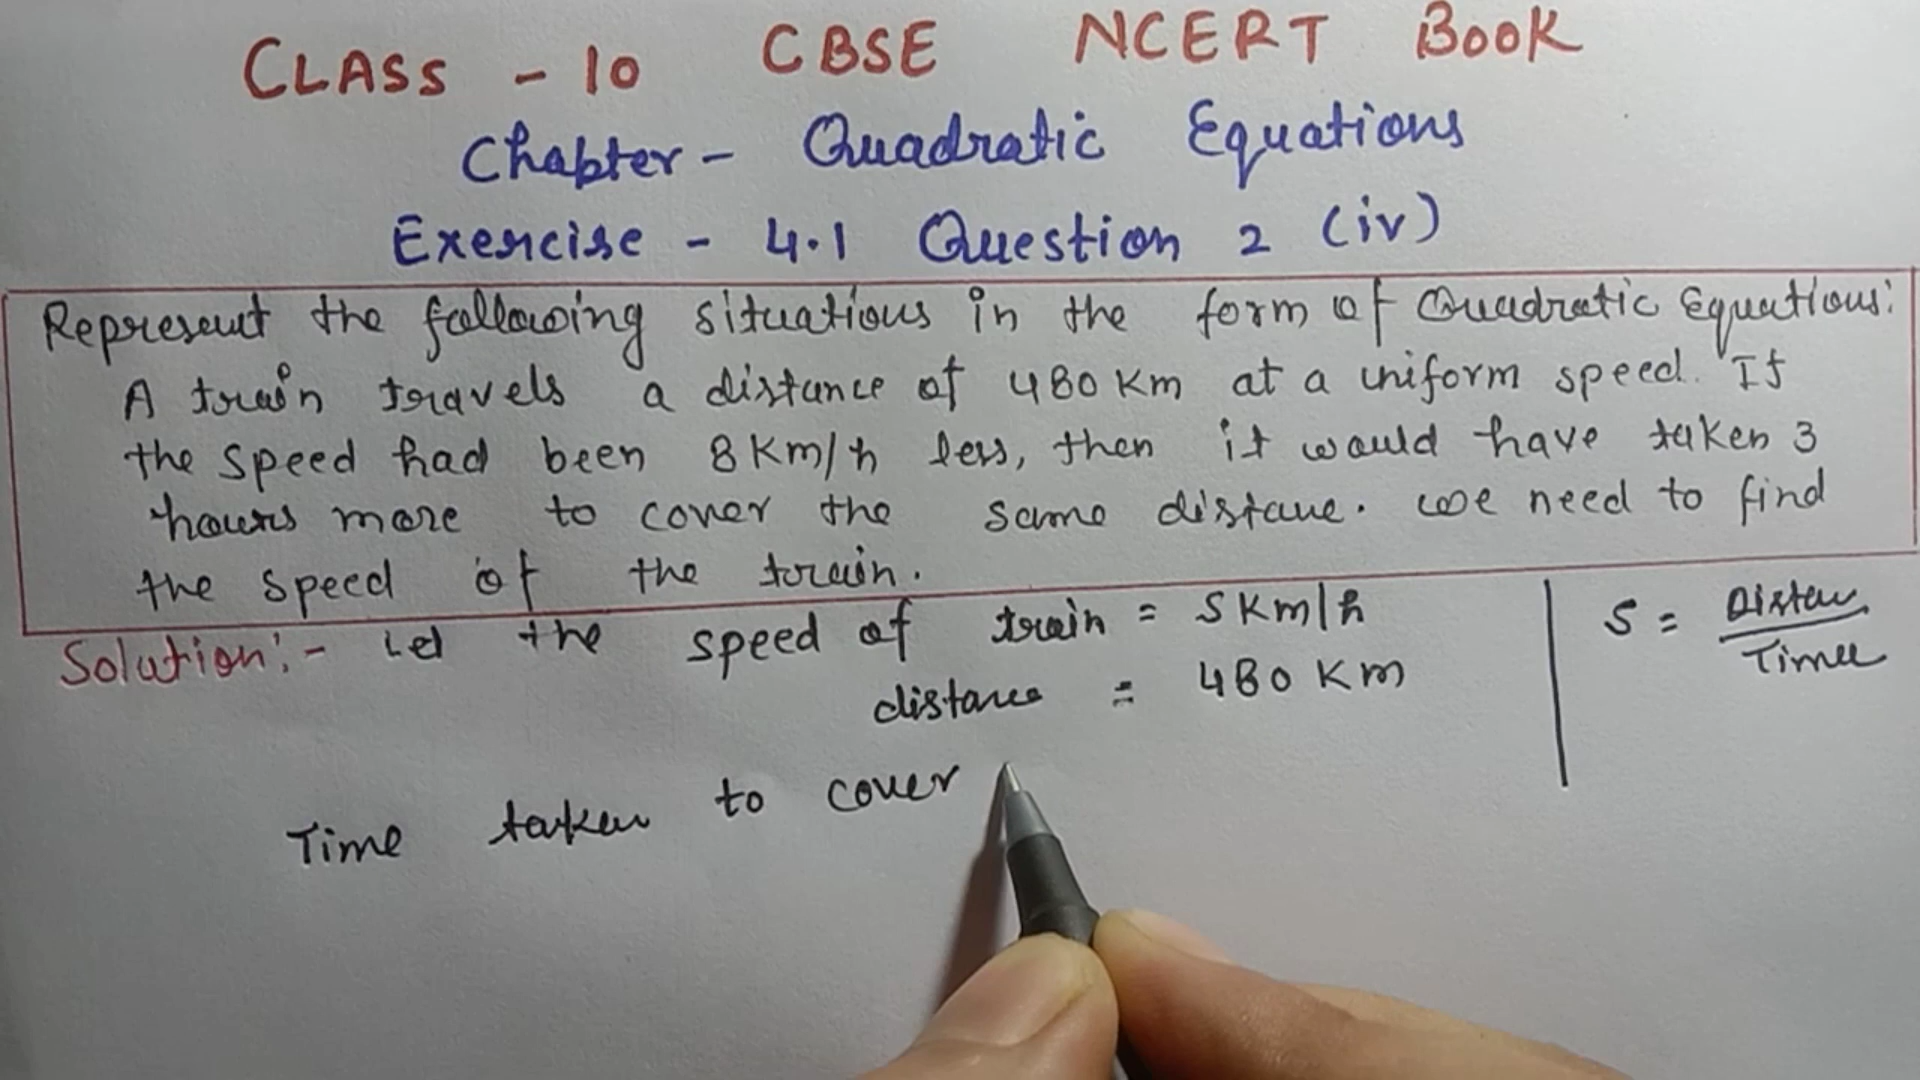 CLASS - 10 CBSE NCERT Book
Chapter - Quadratic Equations
Exercise - 4.1 Question 2 (iv)
Represent the following situations in the form of Quadratic Equations:
A train travels a distance of 480 km at a uniform speed. If
the speed had been 8 km/h less, then it would have taken 3
hours more to cover the same distance. We need to find
the speed of the train.
Solution:- Let the speed of train = S km/h
distance = 480 km
S = Distan / Time
Time taken to cover